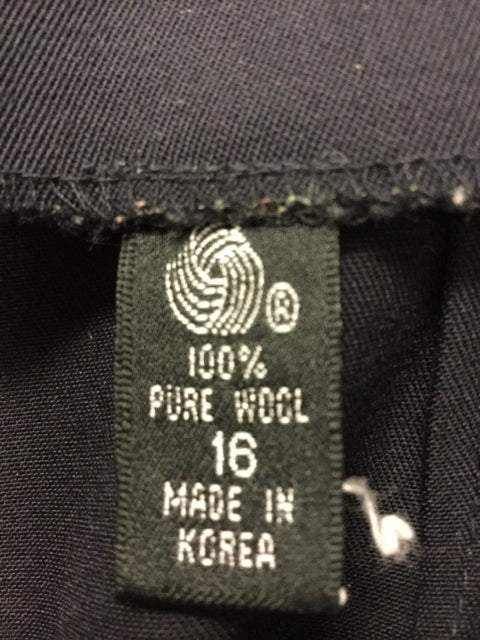 ®
100%
PURE WOOL
16
MADE IN
KOREA